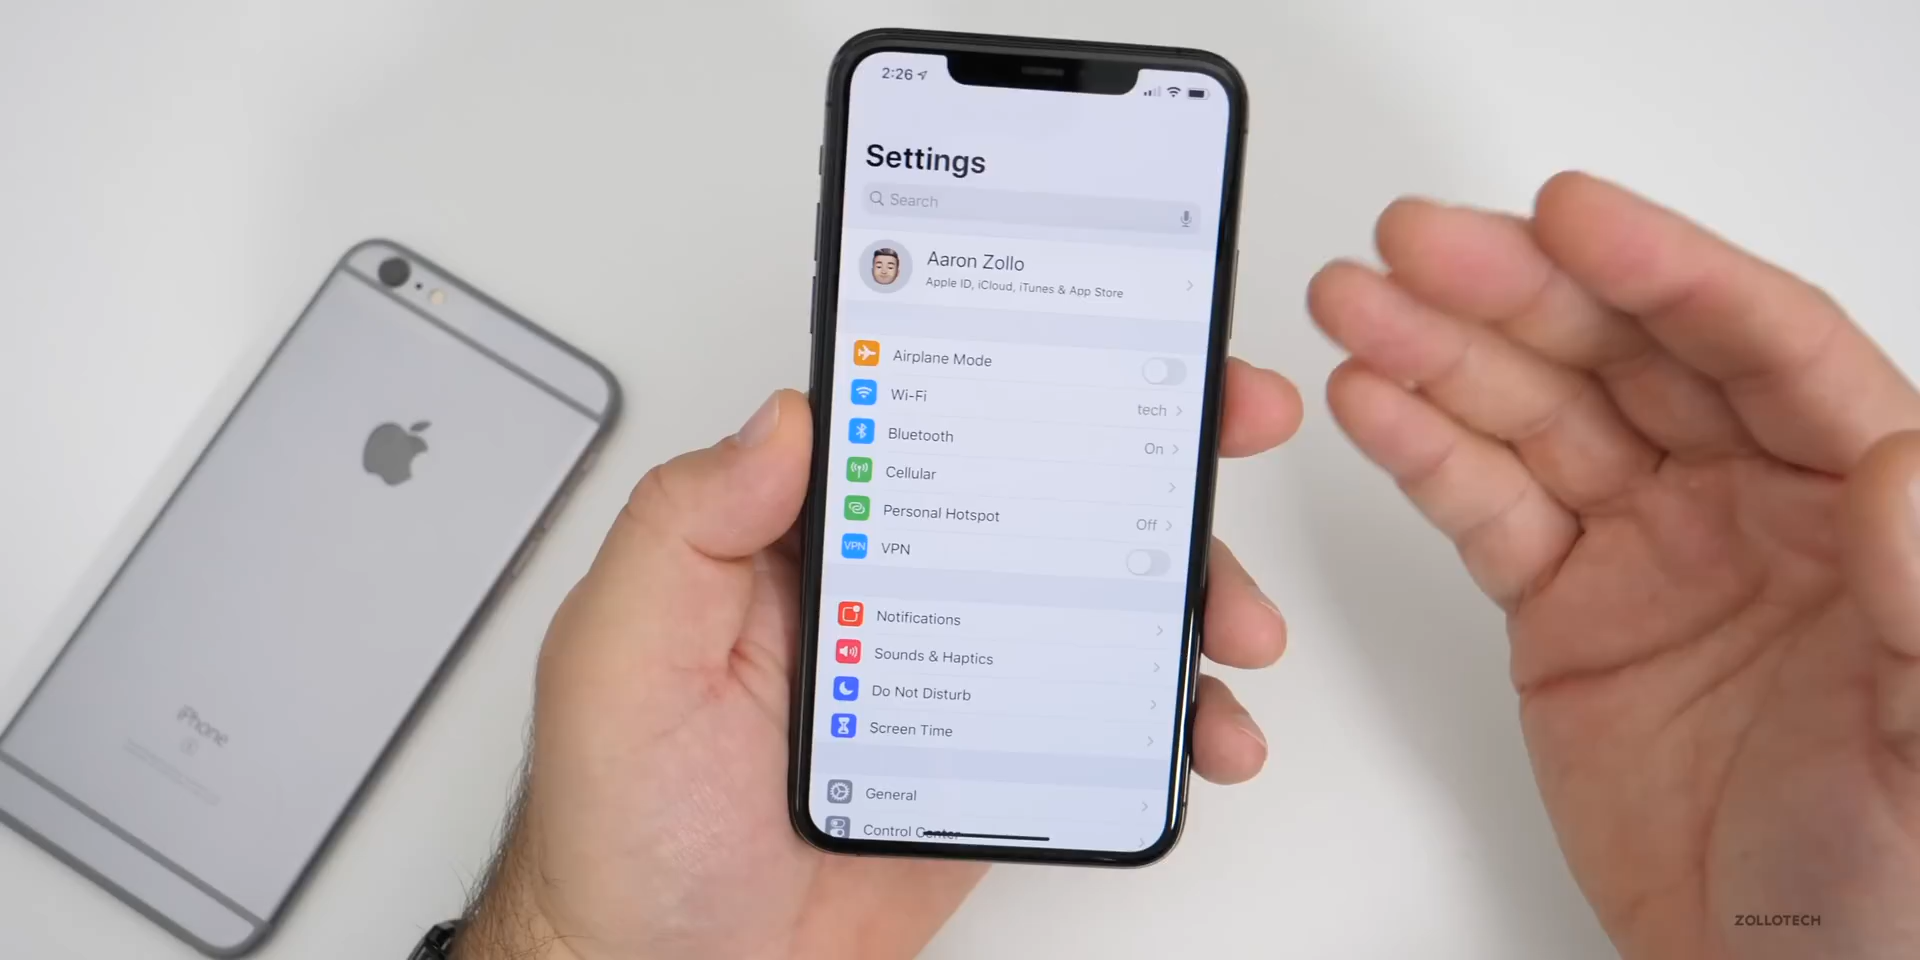 2:26
Settings
Search
Aaron Zollo
Apple ID, iCloud, iTunes & App Store
Airplane Mode
Wi-Fi
tech
Bluetooth
On
Cellular
Personal Hotspot
Off
VPN
VPN
Notifications
Sounds & Haptics
Do Not Disturb
Screen Time
General
Control Center
iPhone
S
ZOLLOTECH